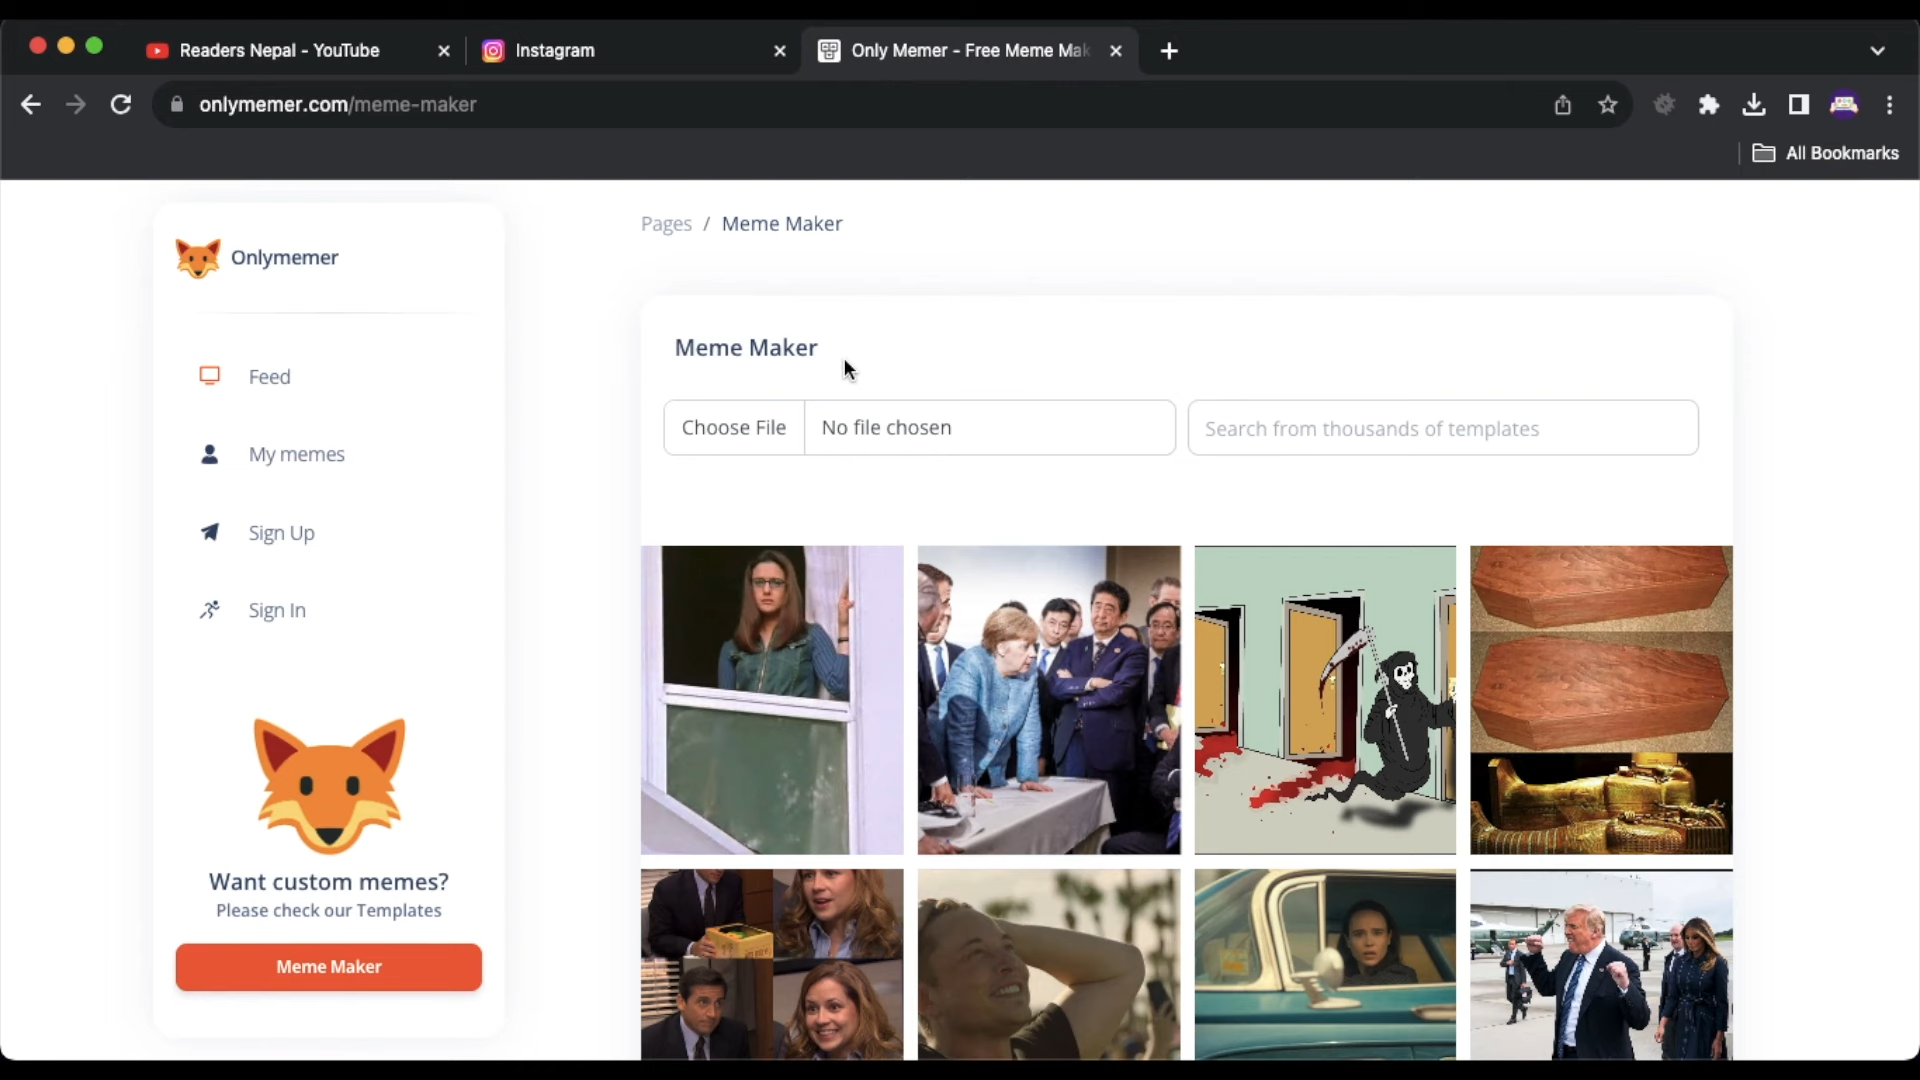 Readers Nepal - YouTube
Instagram
Only Memer - Free Meme Mak
onlymemer.com/meme-maker
All Bookmarks
Onlymemer
Feed
My memes
Sign Up
Sign In
Want custom memes?
Please check our Templates
Meme Maker
Pages / Meme Maker
Meme Maker
Choose File No file chosen
Search from thousands of templates